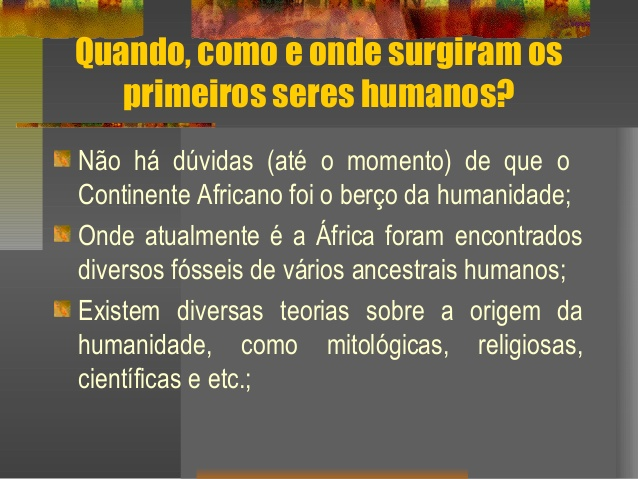 Quando, como e onde surgiram os
primeiros seres humanos?
Não há dúvidas (até o momento) de que o
Continente Africano foi o berço da humanidade;
Onde atualmente é a África foram encontrados
diversos fósseis de vários ancestrais humanos;
Existem diversas teorias sobre a origem da
humanidade, como mitológicas, religiosas,
científicas e etc.;